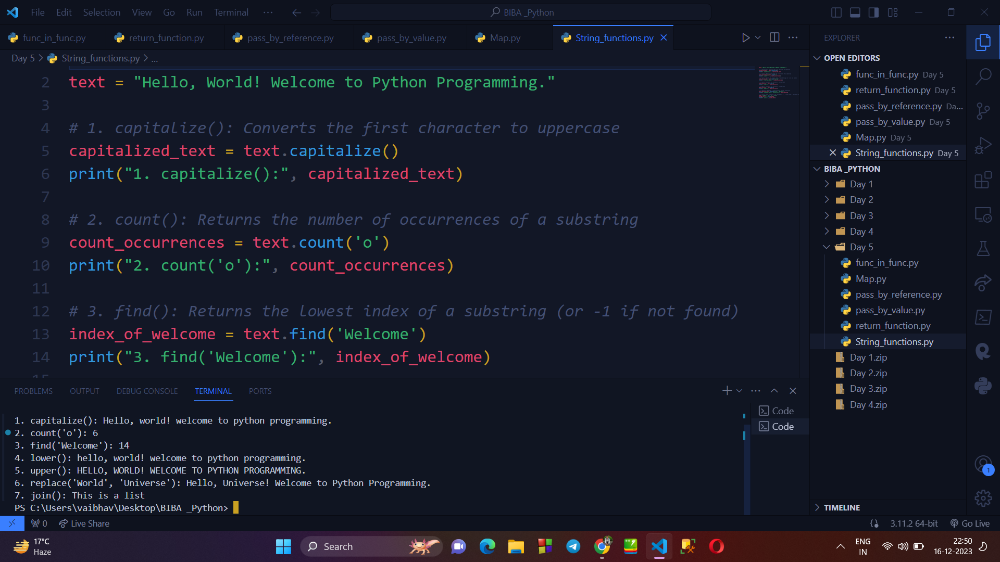 File Edit Selection View Go Run Terminal ··· BIBA _Python
func_in_func.py return_function.py pass_by_reference.py pass_by_value.py Map.py String_functions.py
Day 5 > String_functions.py > ...
2 text = "Hello, World! Welcome to Python Programming."
3
4 # 1. capitalize(): Converts the first character to uppercase
5 capitalized_text = text.capitalize()
6 print("1. capitalize():", capitalized_text)
7
8 # 2. count(): Returns the number of occurrences of a substring
9 count_occurrences = text.count('o')
10 print("2. count('o'):", count_occurrences)
11
12 # 3. find(): Returns the lowest index of a substring (or -1 if not found)
13 index_of_welcome = text.find('Welcome')
14 print("3. find('Welcome'):", index_of_welcome)
15
PROBLEMS OUTPUT DEBUG CONSOLE TERMINAL PORTS
1. capitalize(): Hello, world! welcome to python programming.
2. count('o'): 6
3. find('Welcome'): 14
4. lower(): hello, world! welcome to python programming.
5. upper(): HELLO, WORLD! WELCOME TO PYTHON PROGRAMMING.
6. replace('World', 'Universe'): Hello, Universe! Welcome to Python Programming.
7. join(): This is a list
PS C:\Users\vaibhav\Desktop\BIBA _Python>
Code
Code
EXPLORER
OPEN EDITORS
func_in_func.py Day 5
return_function.py Day 5
pass_by_reference.py Da...
pass_by_value.py Day 5
Map.py Day 5
String_functions.py Day 5
BIBA _PYTHON
Day 1
Day 2
Day 3
Day 4
Day 5
func_in_func.py
Map.py
pass_by_reference.py
pass_by_value.py
return_function.py
String_functions.py
Day 1.zip
Day 2.zip
Day 3.zip
Day 4.zip
TIMELINE
1
0 Live Share 3.11.2 64-bit Go Live
17°C
Haze
Search
ENG
IN
22:50
16-12-2023